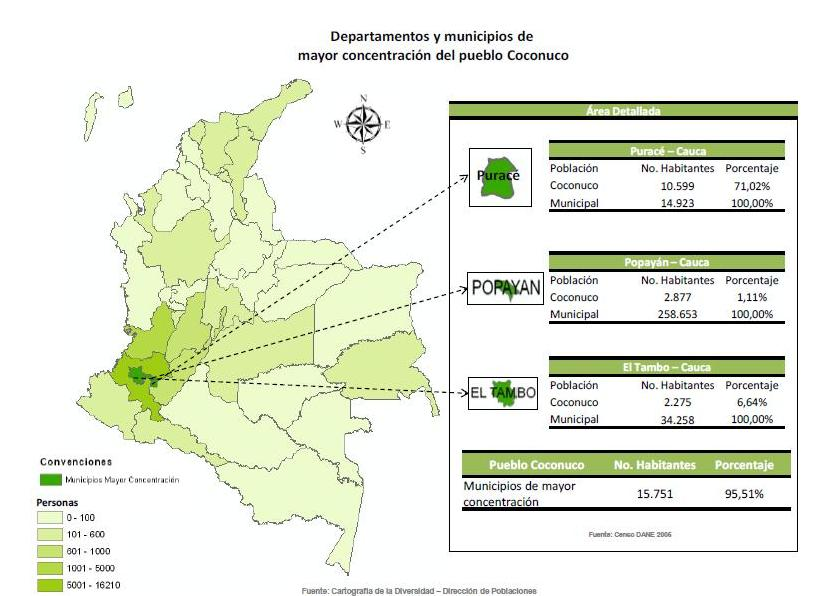 Departamentos y municipios de
mayor concentración del pueblo Coconuco
N
W E
S
Área Detallada
Puracé
Puracé – Cauca
Población No. Habitantes Porcentaje
Coconuco 10.599 71,02%
Municipal 14.923 100,00%
POPAYAN
Popayán – Cauca
Población No. Habitantes Porcentaje
Coconuco 2.877 1,11%
Municipal 258.653 100,00%
EL TAMBO
El Tambo – Cauca
Población No. Habitantes Porcentaje
Coconuco 2.275 6,64%
Municipal 34.258 100,00%
Pueblo Coconuco No. Habitantes Porcentaje
Municipios de mayor
concentración 15.751 95,51%
Fuente: Censo DANE 2005
Convenciones
Municipios Mayor Concentración
Personas
0 - 100
101 - 600
601 - 1000
1001 - 5000
5001 - 16210
Fuente: Cartografía de la Diversidad – Dirección de Poblaciones